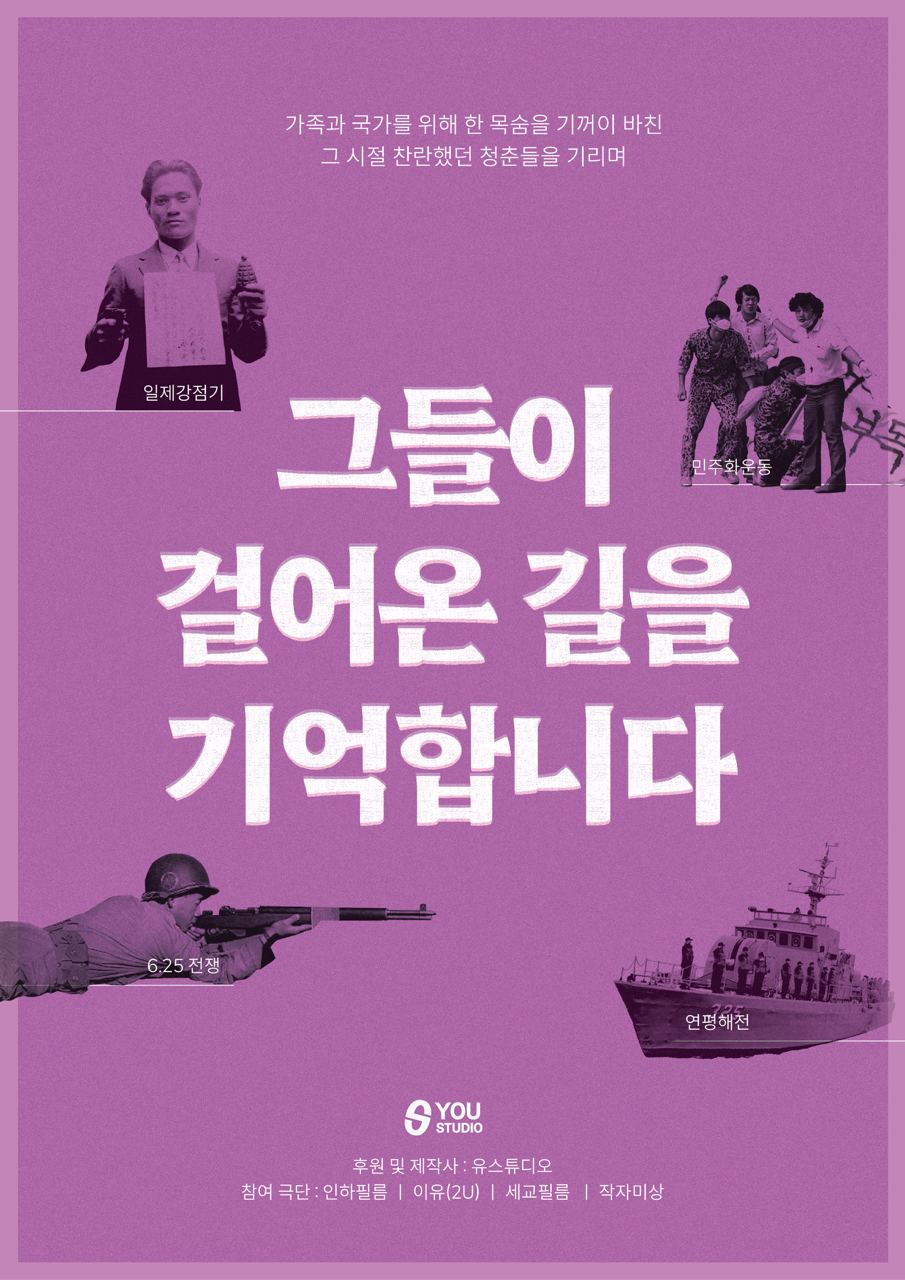 가족과 국가를 위해 한 목숨을 기꺼이 바친
그 시절 찬란했던 청춘들을 기리며
일제강점기
그들이
부독
민주화운동
걸어온 길을
기억합니다
6.25 전쟁
725
연평해전
YOU
STUDIO
후원 및 제작사 : 유스튜디오
참여 극단 : 인하필름 | 이유(2U) | 세교필름 | 작자미상